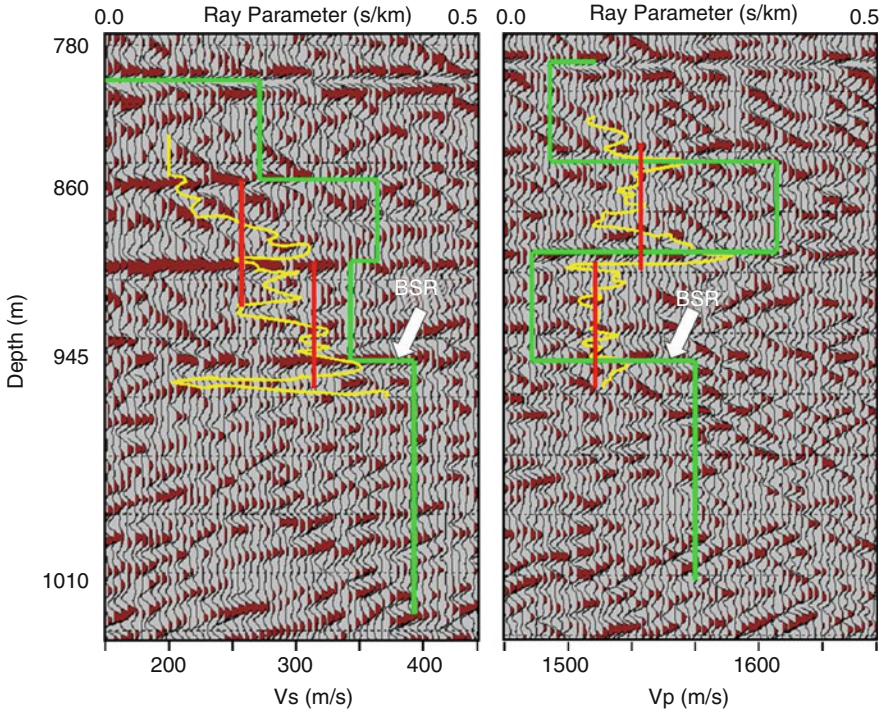 0.0 Ray Parameter (s/km) 0.5
0.0 Ray Parameter (s/km) 0.5
780
860
945
1010
Depth (m)
BSR
BSR
200 300 400
Vs (m/s)
1500 1600
Vp (m/s)